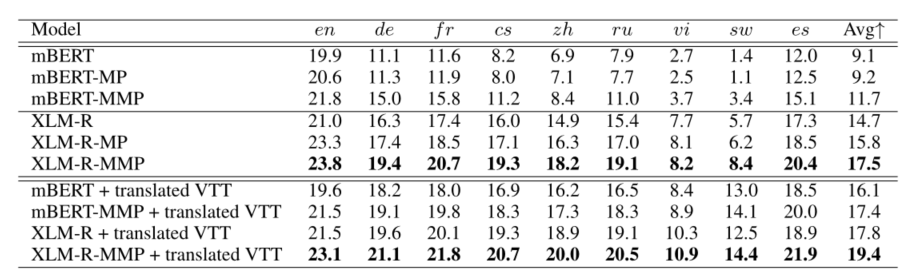 Model en de fr cs zh ru vi sw es Avg↑
mBERT 19.9 11.1 11.6 8.2 6.9 7.9 2.7 1.4 12.0 9.1
mBERT-MP 20.6 11.3 11.9 8.0 7.1 7.7 2.5 1.1 12.5 9.2
mBERT-MMP 21.8 15.0 15.8 11.2 8.4 11.0 3.7 3.4 15.1 11.7
XLM-R 21.0 16.3 17.4 16.0 14.9 15.4 7.7 5.7 17.3 14.7
XLM-R-MP 23.3 17.4 18.5 17.1 16.3 17.0 8.1 6.2 18.5 15.8
XLM-R-MMP 23.8 19.4 20.7 19.3 18.2 19.1 8.2 8.4 20.4 17.5
mBERT + translated VTT 19.6 18.2 18.0 16.9 16.2 16.5 8.4 13.0 18.5 16.1
mBERT-MMP + translated VTT 21.5 19.1 19.8 18.3 17.3 18.3 8.9 14.1 20.0 17.4
XLM-R + translated VTT 21.5 19.6 20.1 19.3 18.9 19.1 10.3 12.5 18.9 17.8
XLM-R-MMP + translated VTT 23.1 21.1 21.8 20.7 20.0 20.5 10.9 14.4 21.9 19.4